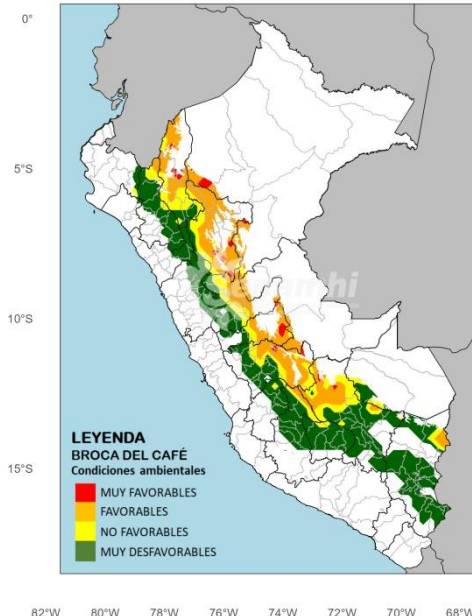 0°
5°S
10°S
15°S
Senamhi
LEYENDA
BROCA DEL CAFÉ
Condiciones ambientales
MUY FAVORABLES
FAVORABLES
NO FAVORABLES
MUY DESFAVORABLES
82°W 80°W 78°W 76°W 74°W 72°W 70°W 68°W